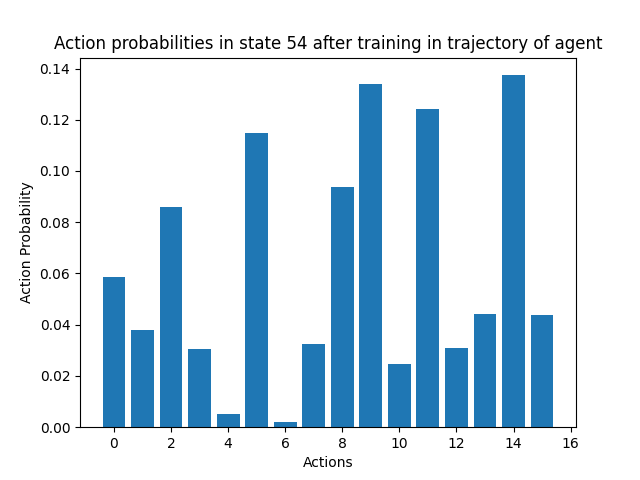 Action probabilities in state 54 after training in trajectory of agent
0.14
0.12
0.10
0.08
0.06
0.04
0.02
0.00
Action Probability
0 2 4 6 8 10 12 14 16
Actions